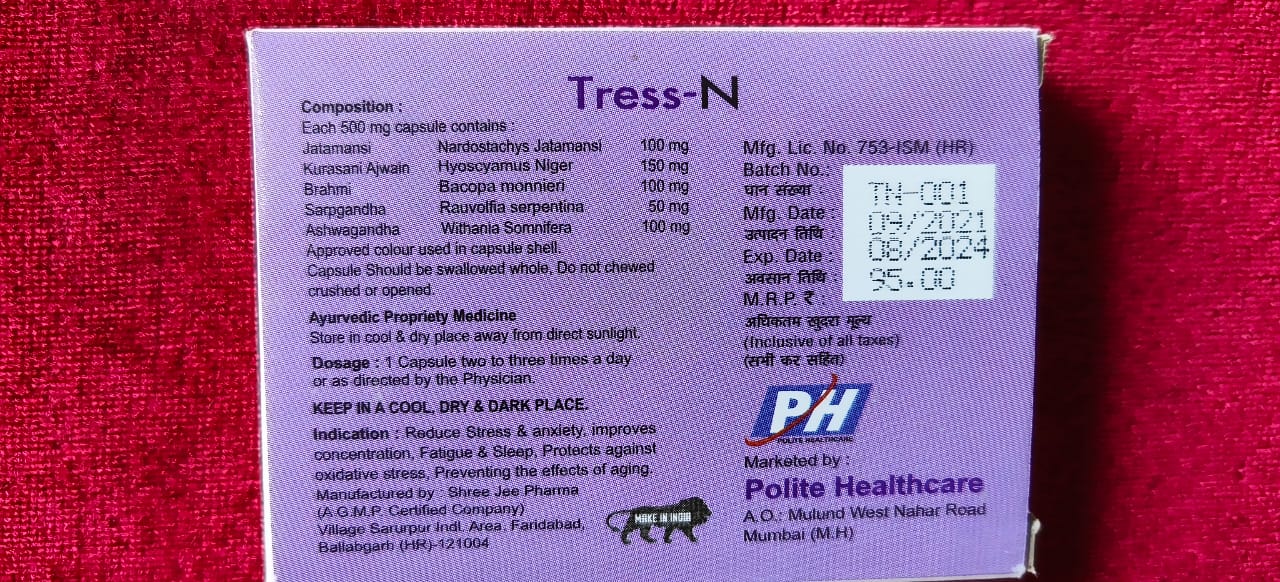 Tress-N
Composition :
Each 500 mg capsule contains :
Jatamansi Nardostachys Jatamansi 100 mg
Kurasani Ajwain Hyoscyamus Niger 150 mg
Brahmi Bacopa monnieri 100 mg
Sarpgandha Rauvolfia serpentina 50 mg
Ashwagandha Withania Somnifera 100 mg
Approved colour used in capsule shell.
Capsule Should be swallowed whole, Do not chewed
crushed or opened.
Ayurvedic Propriety Medicine
Store in cool & dry place away from direct sunlight.
Dosage : 1 Capsule two to three times a day
or as directed by the Physician.
KEEP IN A COOL, DRY & DARK PLACE.
Indication : Reduce Stress & anxiety, improves
concentration, Fatigue & Sleep, Protects against
oxidative stress, Preventing the effects of aging.
Manufactured by : Shree Jee Pharma
(A.G.M.P. Certified Company)
Village Sarurpur Indl. Area, Faridabad,
Ballabgarh (HR)-121004
MAKE IN INDIA
Mfg. Lic. No. 753-ISM (HR)
Batch No.: TN-001
घान संख्या :
Mfg. Date : 09/2021
उत्पादन तिथि :
Exp. Date : 08/2024
अवसान तिथि :
M.R.P. ₹ : 95.00
अधिकतम खुदरा मूल्य
(Inclusive of all taxes)
(सभी कर सहित)
PH
POLITE HEALTHCARE
Marketed by :
Polite Healthcare
A.O.: Mulund West Nahar Road
Mumbai (M.H)